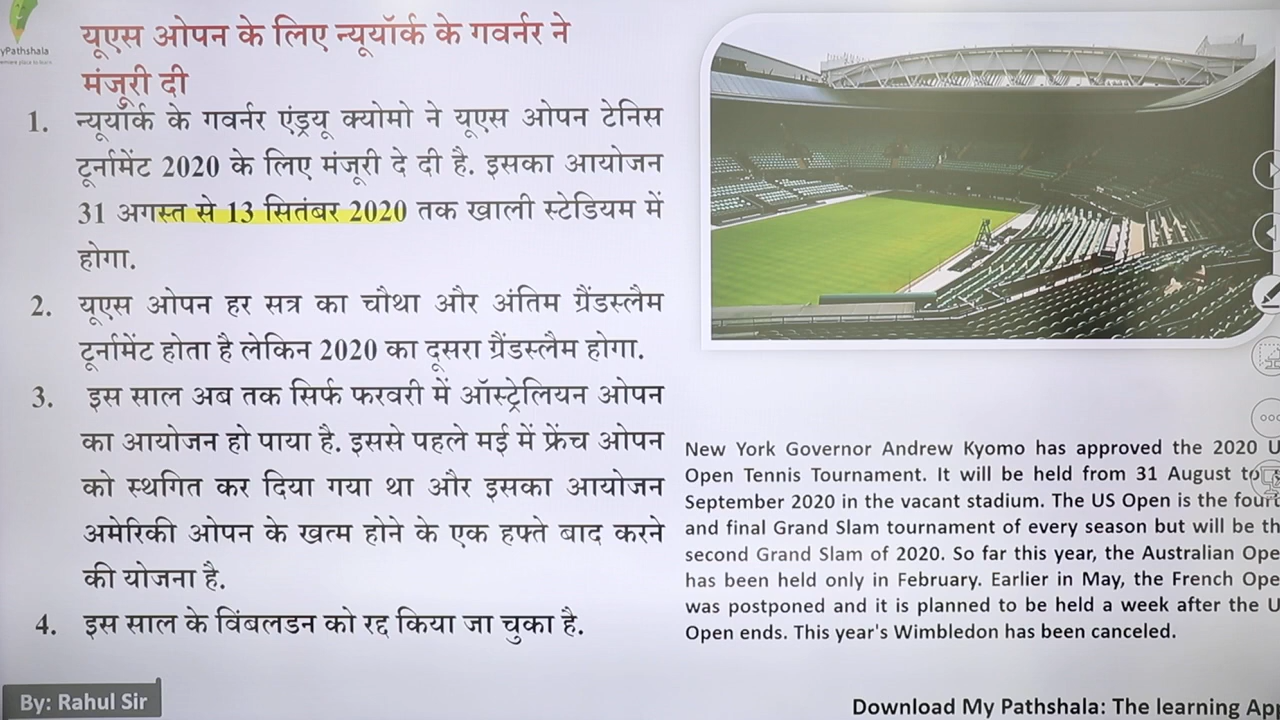 yPathshala
यूएस ओपन के लिए न्यूयॉर्क के गवर्नर ने
मंजूरी दी
1. न्यूयॉर्क के गवर्नर एंड्रयू क्योमो ने यूएस ओपन टेनिस
टूर्नामेंट 2020 के लिए मंजूरी दे दी है. इसका आयोजन
31 अगस्त से 13 सितंबर 2020 तक खाली स्टेडियम में
होगा.
2. यूएस ओपन हर सत्र का चौथा और अंतिम ग्रैंडस्लैम
टूर्नामेंट होता है लेकिन 2020 का दूसरा ग्रैंडस्लैम होगा.
3. इस साल अब तक सिर्फ फरवरी में ऑस्ट्रेलियन ओपन
का आयोजन हो पाया है. इससे पहले मई में फ्रेंच ओपन
को स्थगित कर दिया गया था और इसका आयोजन
अमेरिकी ओपन के खत्म होने के एक हफ्ते बाद करने
की योजना है.
4. इस साल के विंबलडन को रद्द किया जा चुका है.
New York Governor Andrew Kyomo has approved the 2020 U
Open Tennis Tournament. It will be held from 31 August to
September 2020 in the vacant stadium. The US Open is the fourt
and final Grand Slam tournament of every season but will be th
second Grand Slam of 2020. So far this year, the Australian Ope
has been held only in February. Earlier in May, the French Ope
was postponed and it is planned to be held a week after the U
Open ends. This year's Wimbledon has been canceled.
By: Rahul Sir
Download My Pathshala: The learning App